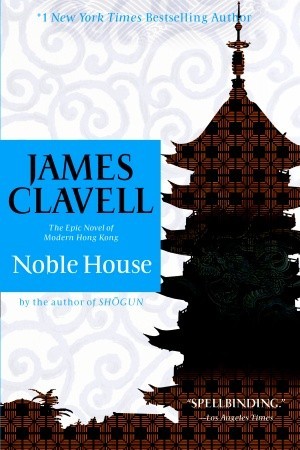 #1 New York Times Bestselling Author
JAMES
CLAVELL
The Epic Novel of
Modern Hong Kong
Noble House
by the author of SHŌGUN
“SPELLBINDING.”
—Los Angeles Times